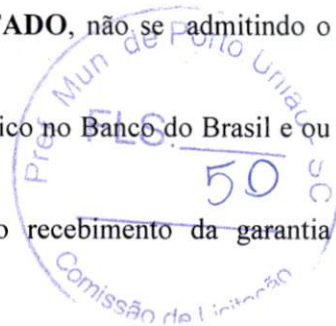 TADO, não se admitindo o
Pref. Mun de Porto União - SC
ico no Banco do Brasil e ou
FLS.
50
o recebimento da garantia
Comissão de Licitação